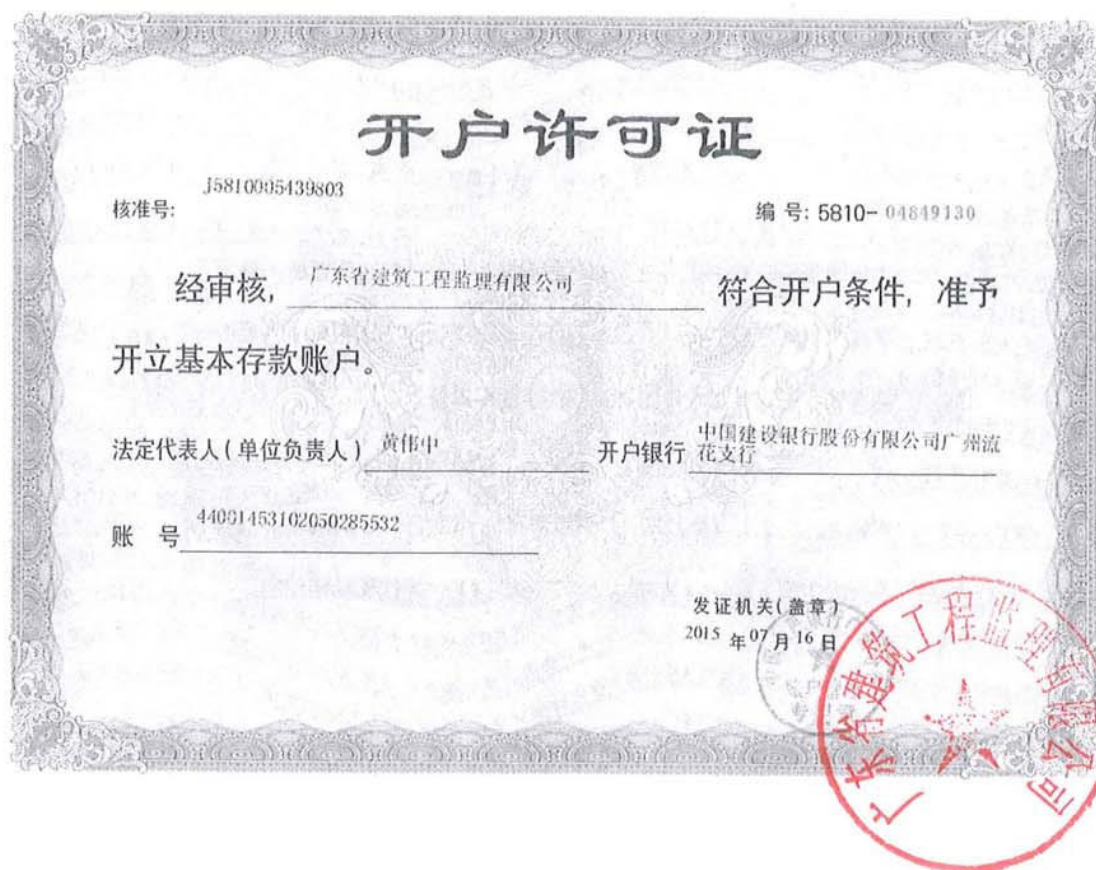 开户许可证
核准号: J5810005439803
编 号: 5810- 04849130
经审核, 广东省建筑工程监理有限公司 符合开户条件, 准予
开立基本存款账户。
法定代表人(单位负责人) 黄伟中 开户银行 中国建设银行股份有限公司广州流
花支行
账 号 44001453102050285532
发证机关(盖章)
2015 年 07 月 16 日
广东省建筑工程监理有限公司